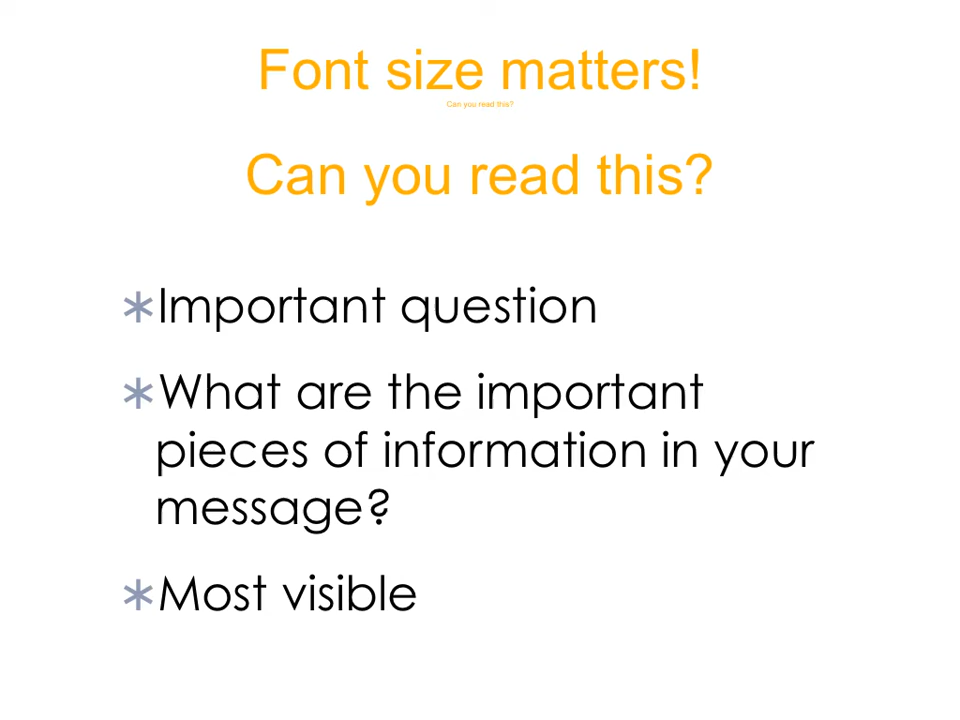 Font size matters!
Can you read this?
Can you read this?
*Important question
*What are the important
pieces of information in your
message?
*Most visible